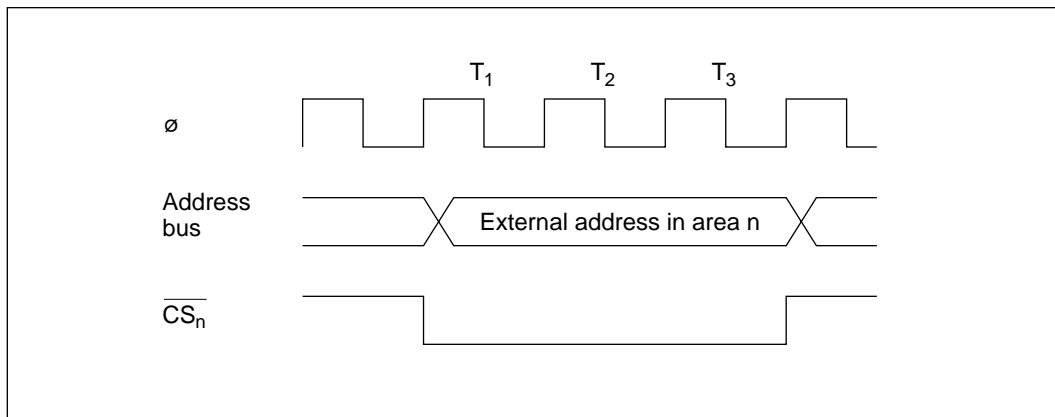 T1 T2 T3
ø
Address
bus
External address in area n
CSn